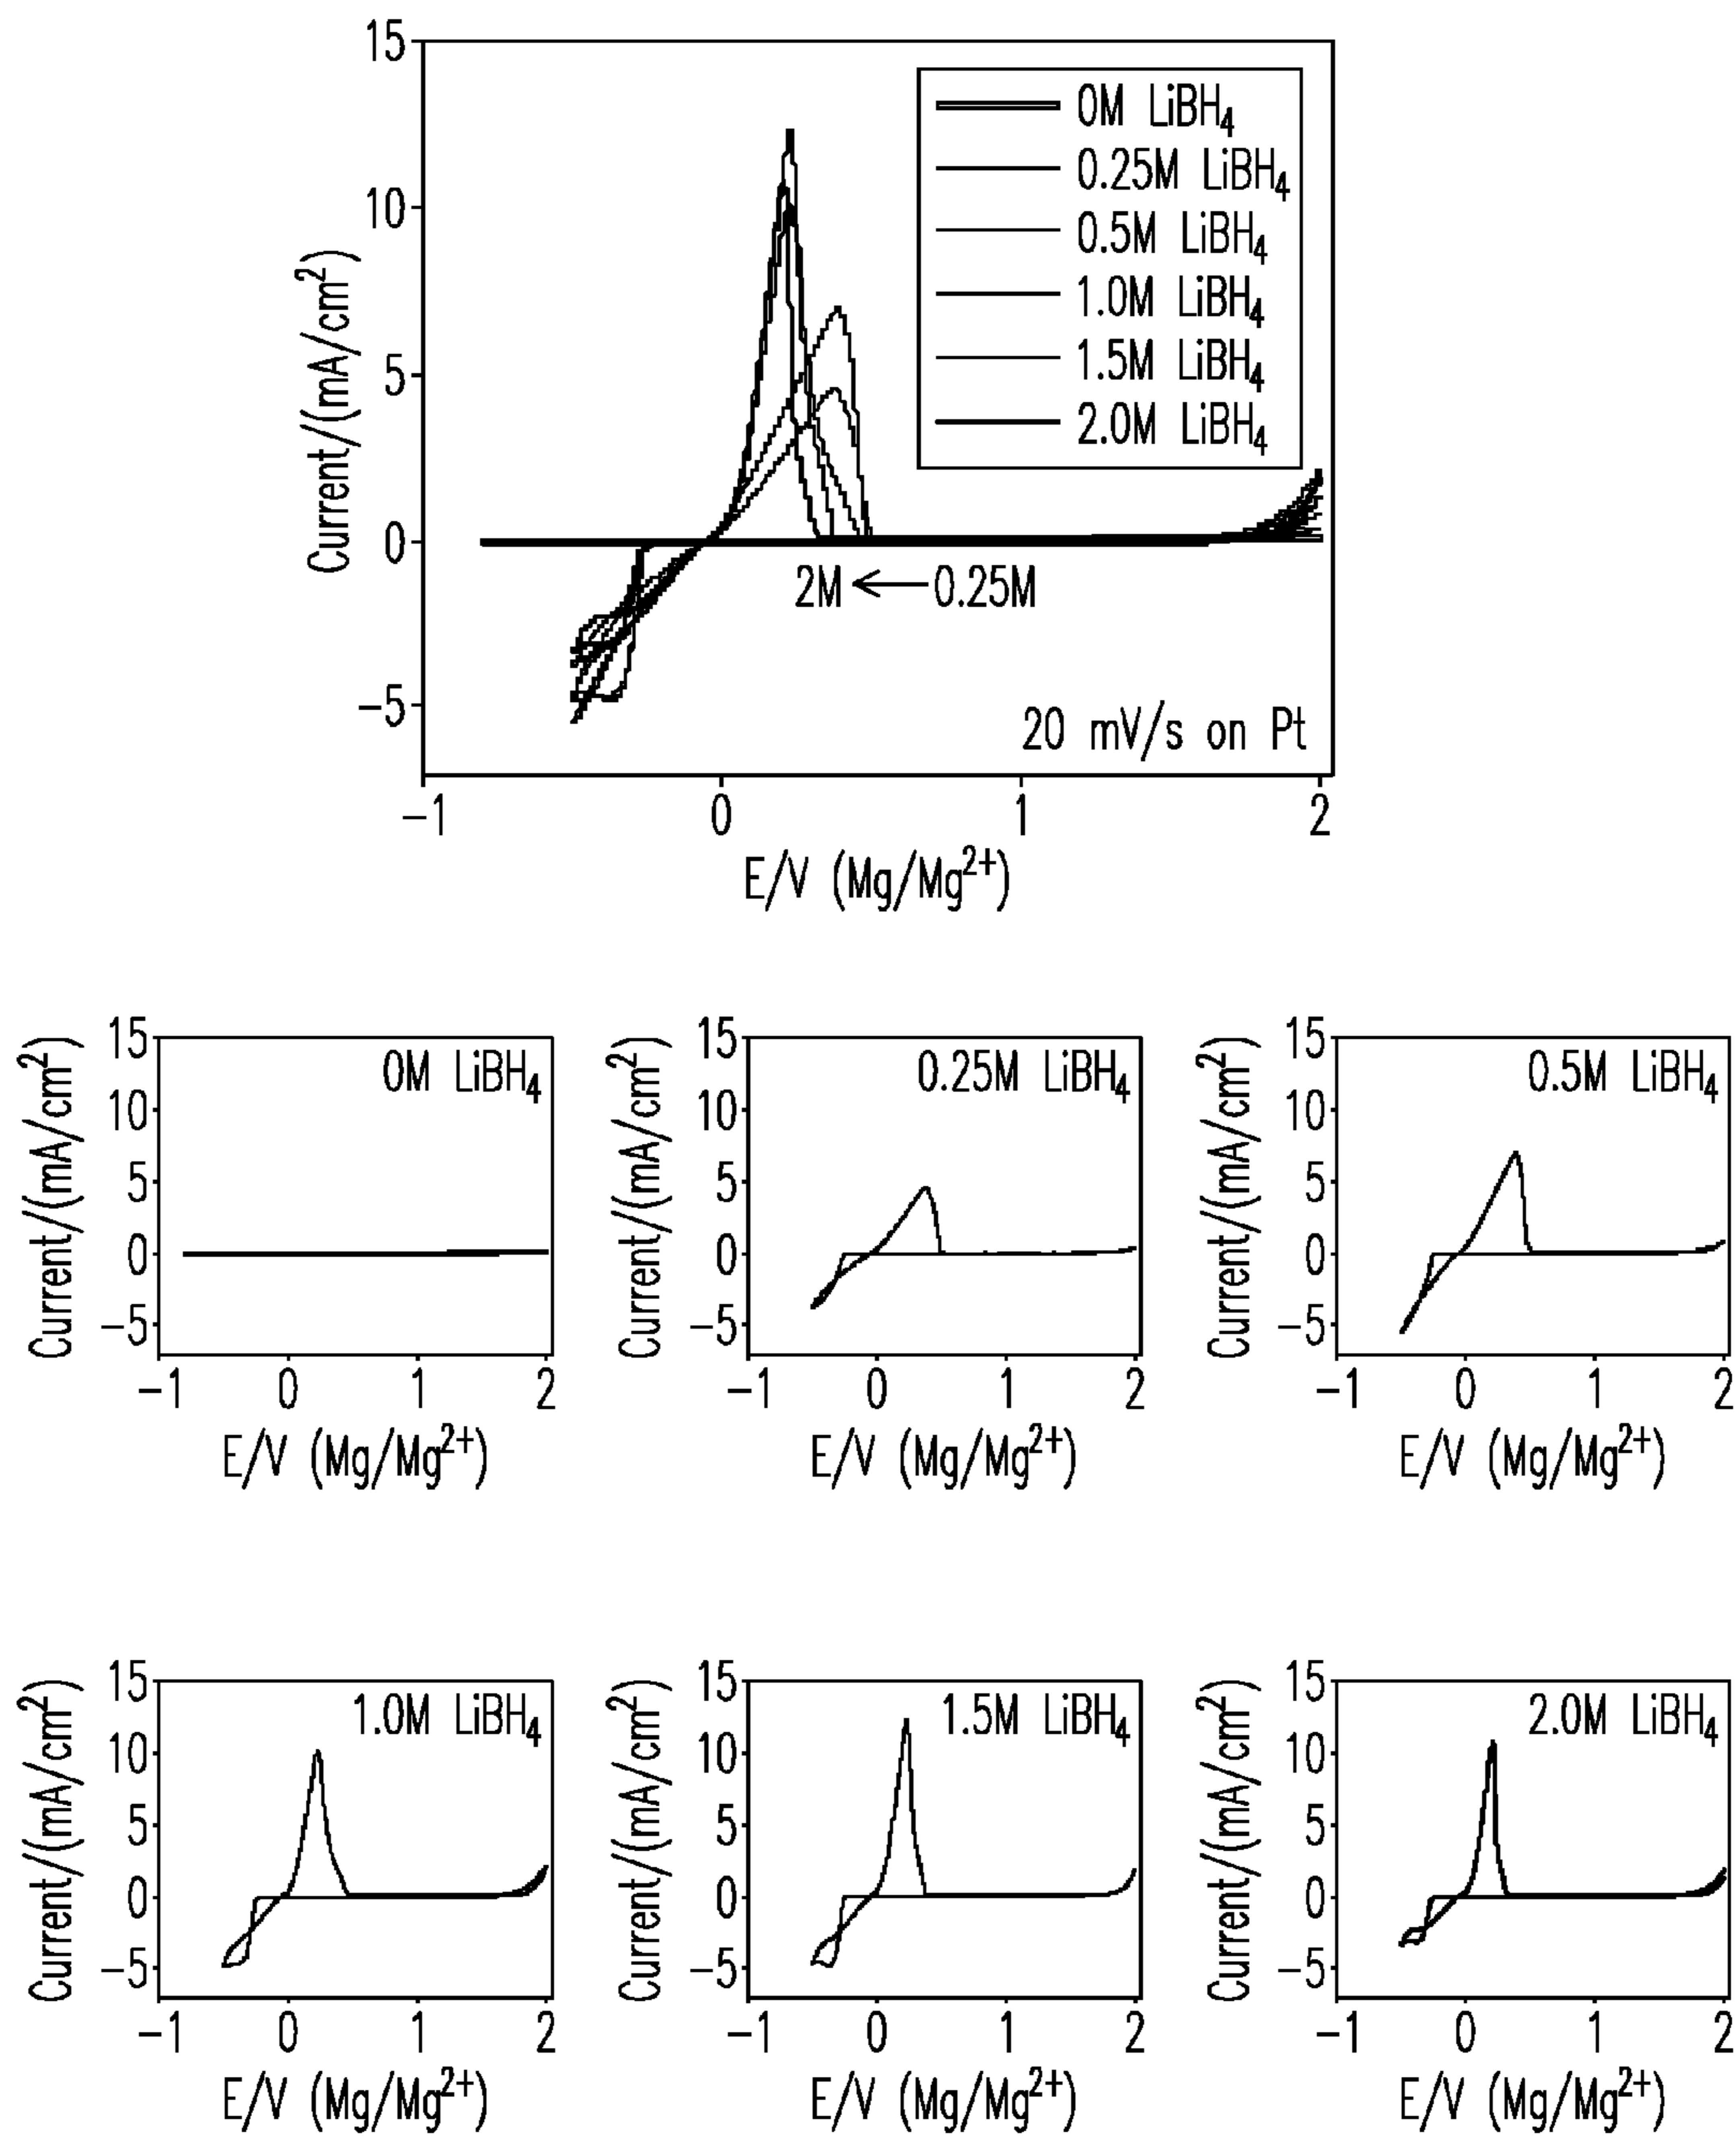 Current/(mA/cm²)
15
10
5
0
−5
0M LiBH₄
0.25M LiBH₄
0.5M LiBH₄
1.0M LiBH₄
1.5M LiBH₄
2.0M LiBH₄
2M ← 0.25M
20 mV/s on Pt
−1 0 1 2
E/V (Mg/Mg²⁺)
Current/(mA/cm²)
15
10
5
0
−5
0M LiBH₄
−1 0 1 2
E/V (Mg/Mg²⁺)
Current/(mA/cm²)
15
10
5
0
−5
0.25M LiBH₄
−1 0 1 2
E/V (Mg/Mg²⁺)
Current/(mA/cm²)
15
10
5
0
−5
0.5M LiBH₄
−1 0 1 2
E/V (Mg/Mg²⁺)
Current/(mA/cm²)
15
10
5
0
−5
1.0M LiBH₄
−1 0 1 2
E/V (Mg/Mg²⁺)
Current/(mA/cm²)
15
10
5
0
−5
1.5M LiBH₄
−1 0 1 2
E/V (Mg/Mg²⁺)
Current/(mA/cm²)
15
10
5
0
−5
2.0M LiBH₄
−1 0 1 2
E/V (Mg/Mg²⁺)